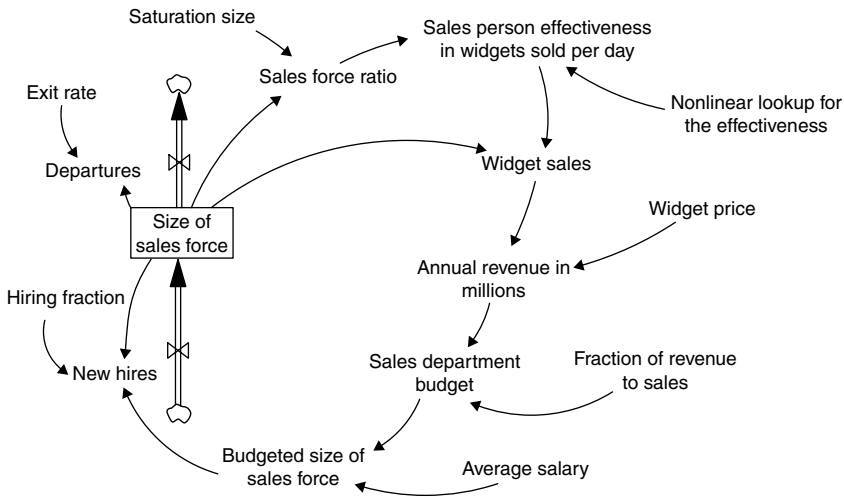 Saturation size
Sales person effectiveness
in widgets sold per day
Sales force ratio
Exit rate
Nonlinear lookup for
the effectiveness
Departures
Widget sales
Size of
sales force
Widget price
Annual revenue in
millions
Hiring fraction
New hires
Sales department
budget
Fraction of revenue
to sales
Budgeted size of
sales force
Average salary